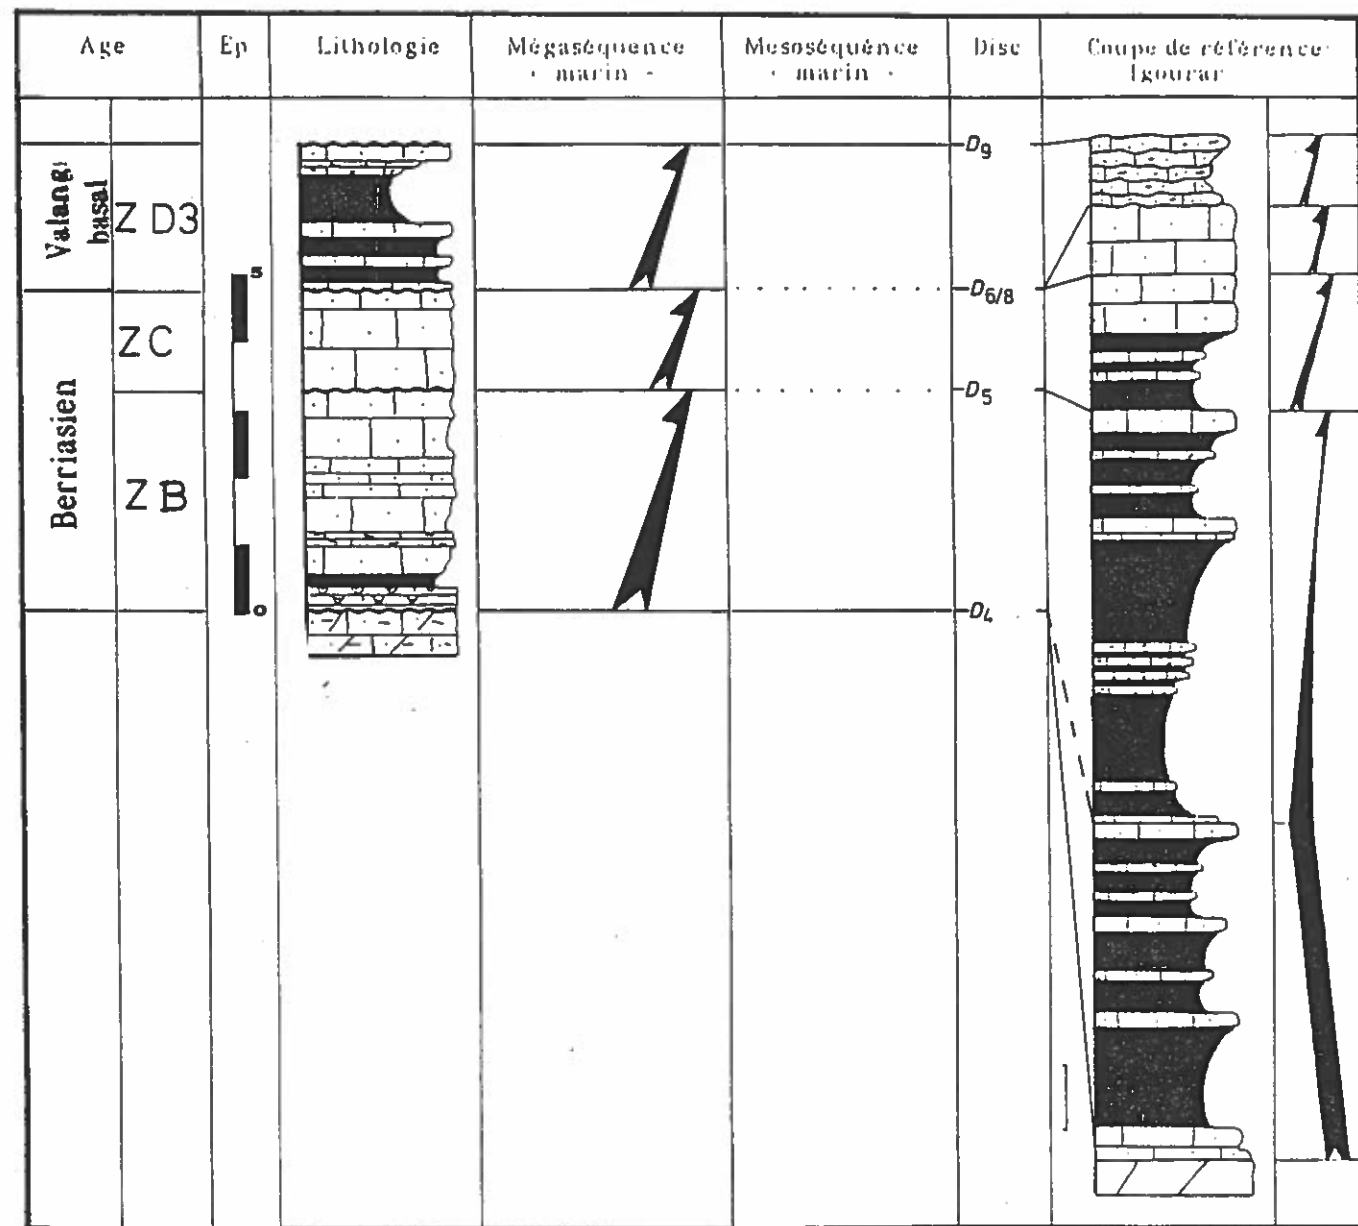 Age
Ep
Lithologie
Mégaséquence
- marin -
Mesoséquence
- marin -
Disc
Coupe de référence
Igourar
Valang.
basal
Z D3
Berriasien
Z C
Z B
5
0
D9
D6/8
D5
D4